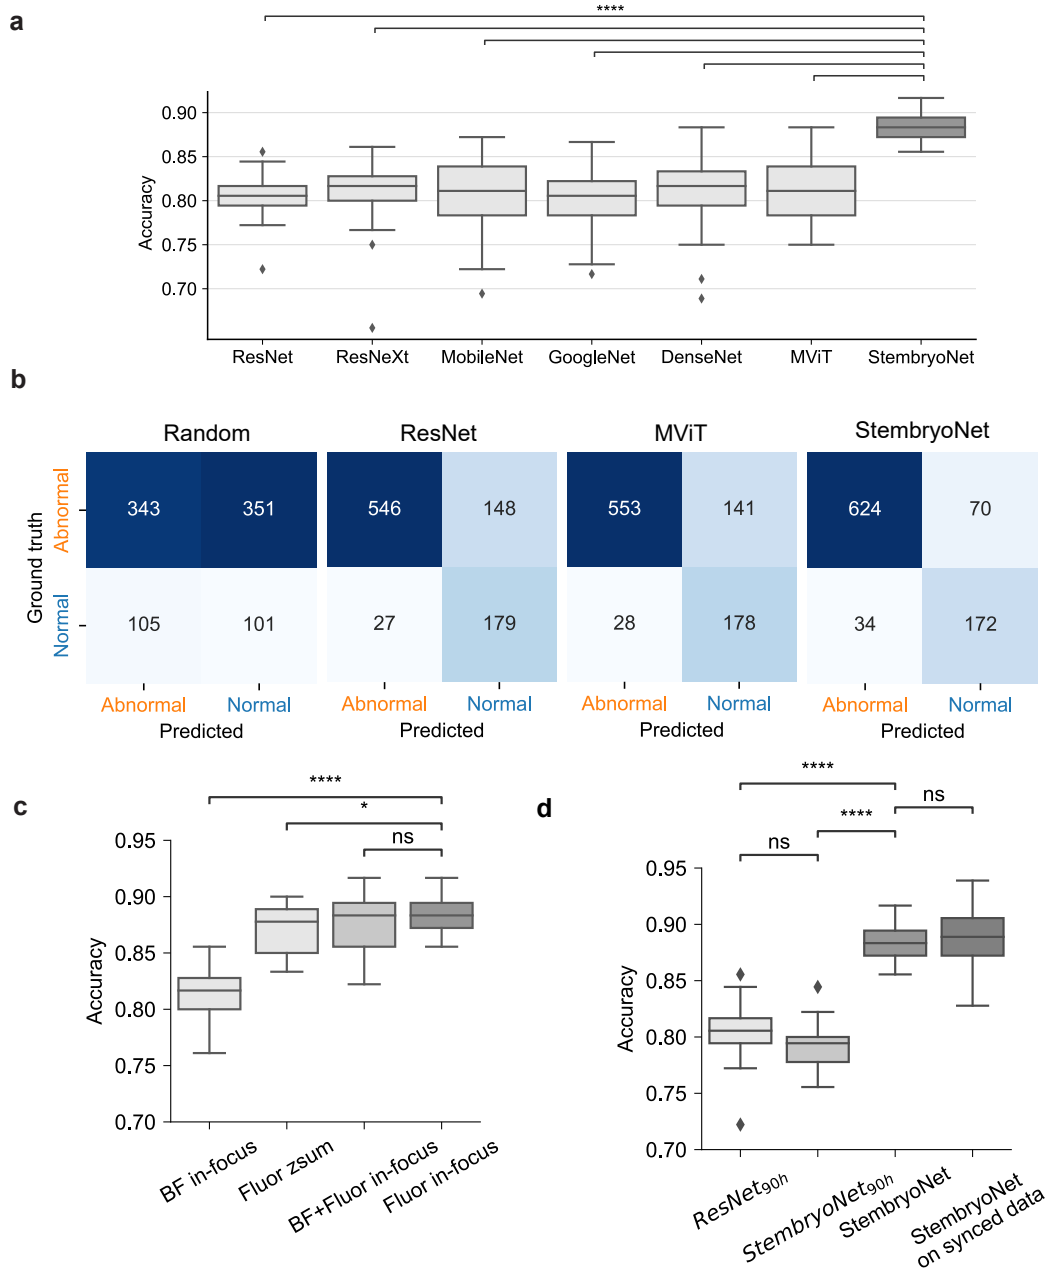 a
****
0.90
0.85
0.80
0.75
0.70
Accuracy
ResNet ResNeXt MobileNet GoogleNet DenseNet MViT StembryoNet
b
Random ResNet MViT StembryoNet
Ground truth
Abnormal
Normal
343 351 546 148 553 141 624 70
105 101 27 179 28 178 34 172
Abnormal Normal Abnormal Normal Abnormal Normal Abnormal Normal
Predicted Predicted Predicted Predicted
c
****
*
ns
0.95
0.90
0.85
0.80
0.75
0.70
Accuracy
BF in-focus
Fluor zsum
BF+Fluor in-focus
Fluor in-focus
d
****
ns
****
ns
0.95
0.90
0.85
0.80
0.75
0.70
Accuracy
ResNet90h
StembryoNet90h
StembryoNet
StembryoNet
on synced data